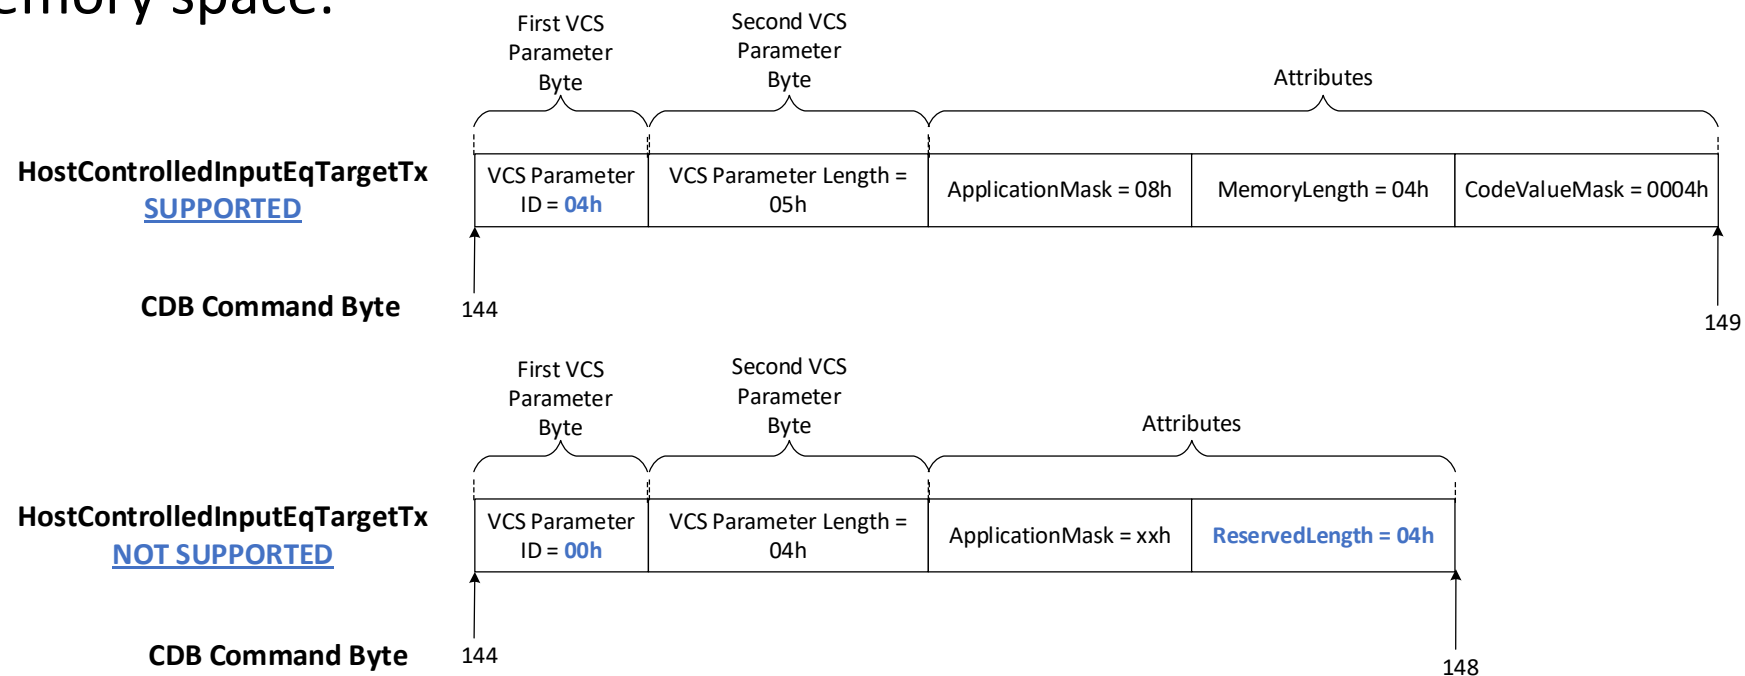 emory space:
First VCS
Parameter
Byte
Second VCS
Parameter
Byte
Attributes
HostControlledInputEqTargetTx
SUPPORTED
VCS Parameter
ID = 04h
VCS Parameter Length =
05h
ApplicationMask = 08h
MemoryLength = 04h
CodeValueMask = 0004h
CDB Command Byte
144
149
First VCS
Parameter
Byte
Second VCS
Parameter
Byte
Attributes
HostControlledInputEqTargetTx
NOT SUPPORTED
VCS Parameter
ID = 00h
VCS Parameter Length =
04h
ApplicationMask = xxh
ReservedLength = 04h
CDB Command Byte
144
148